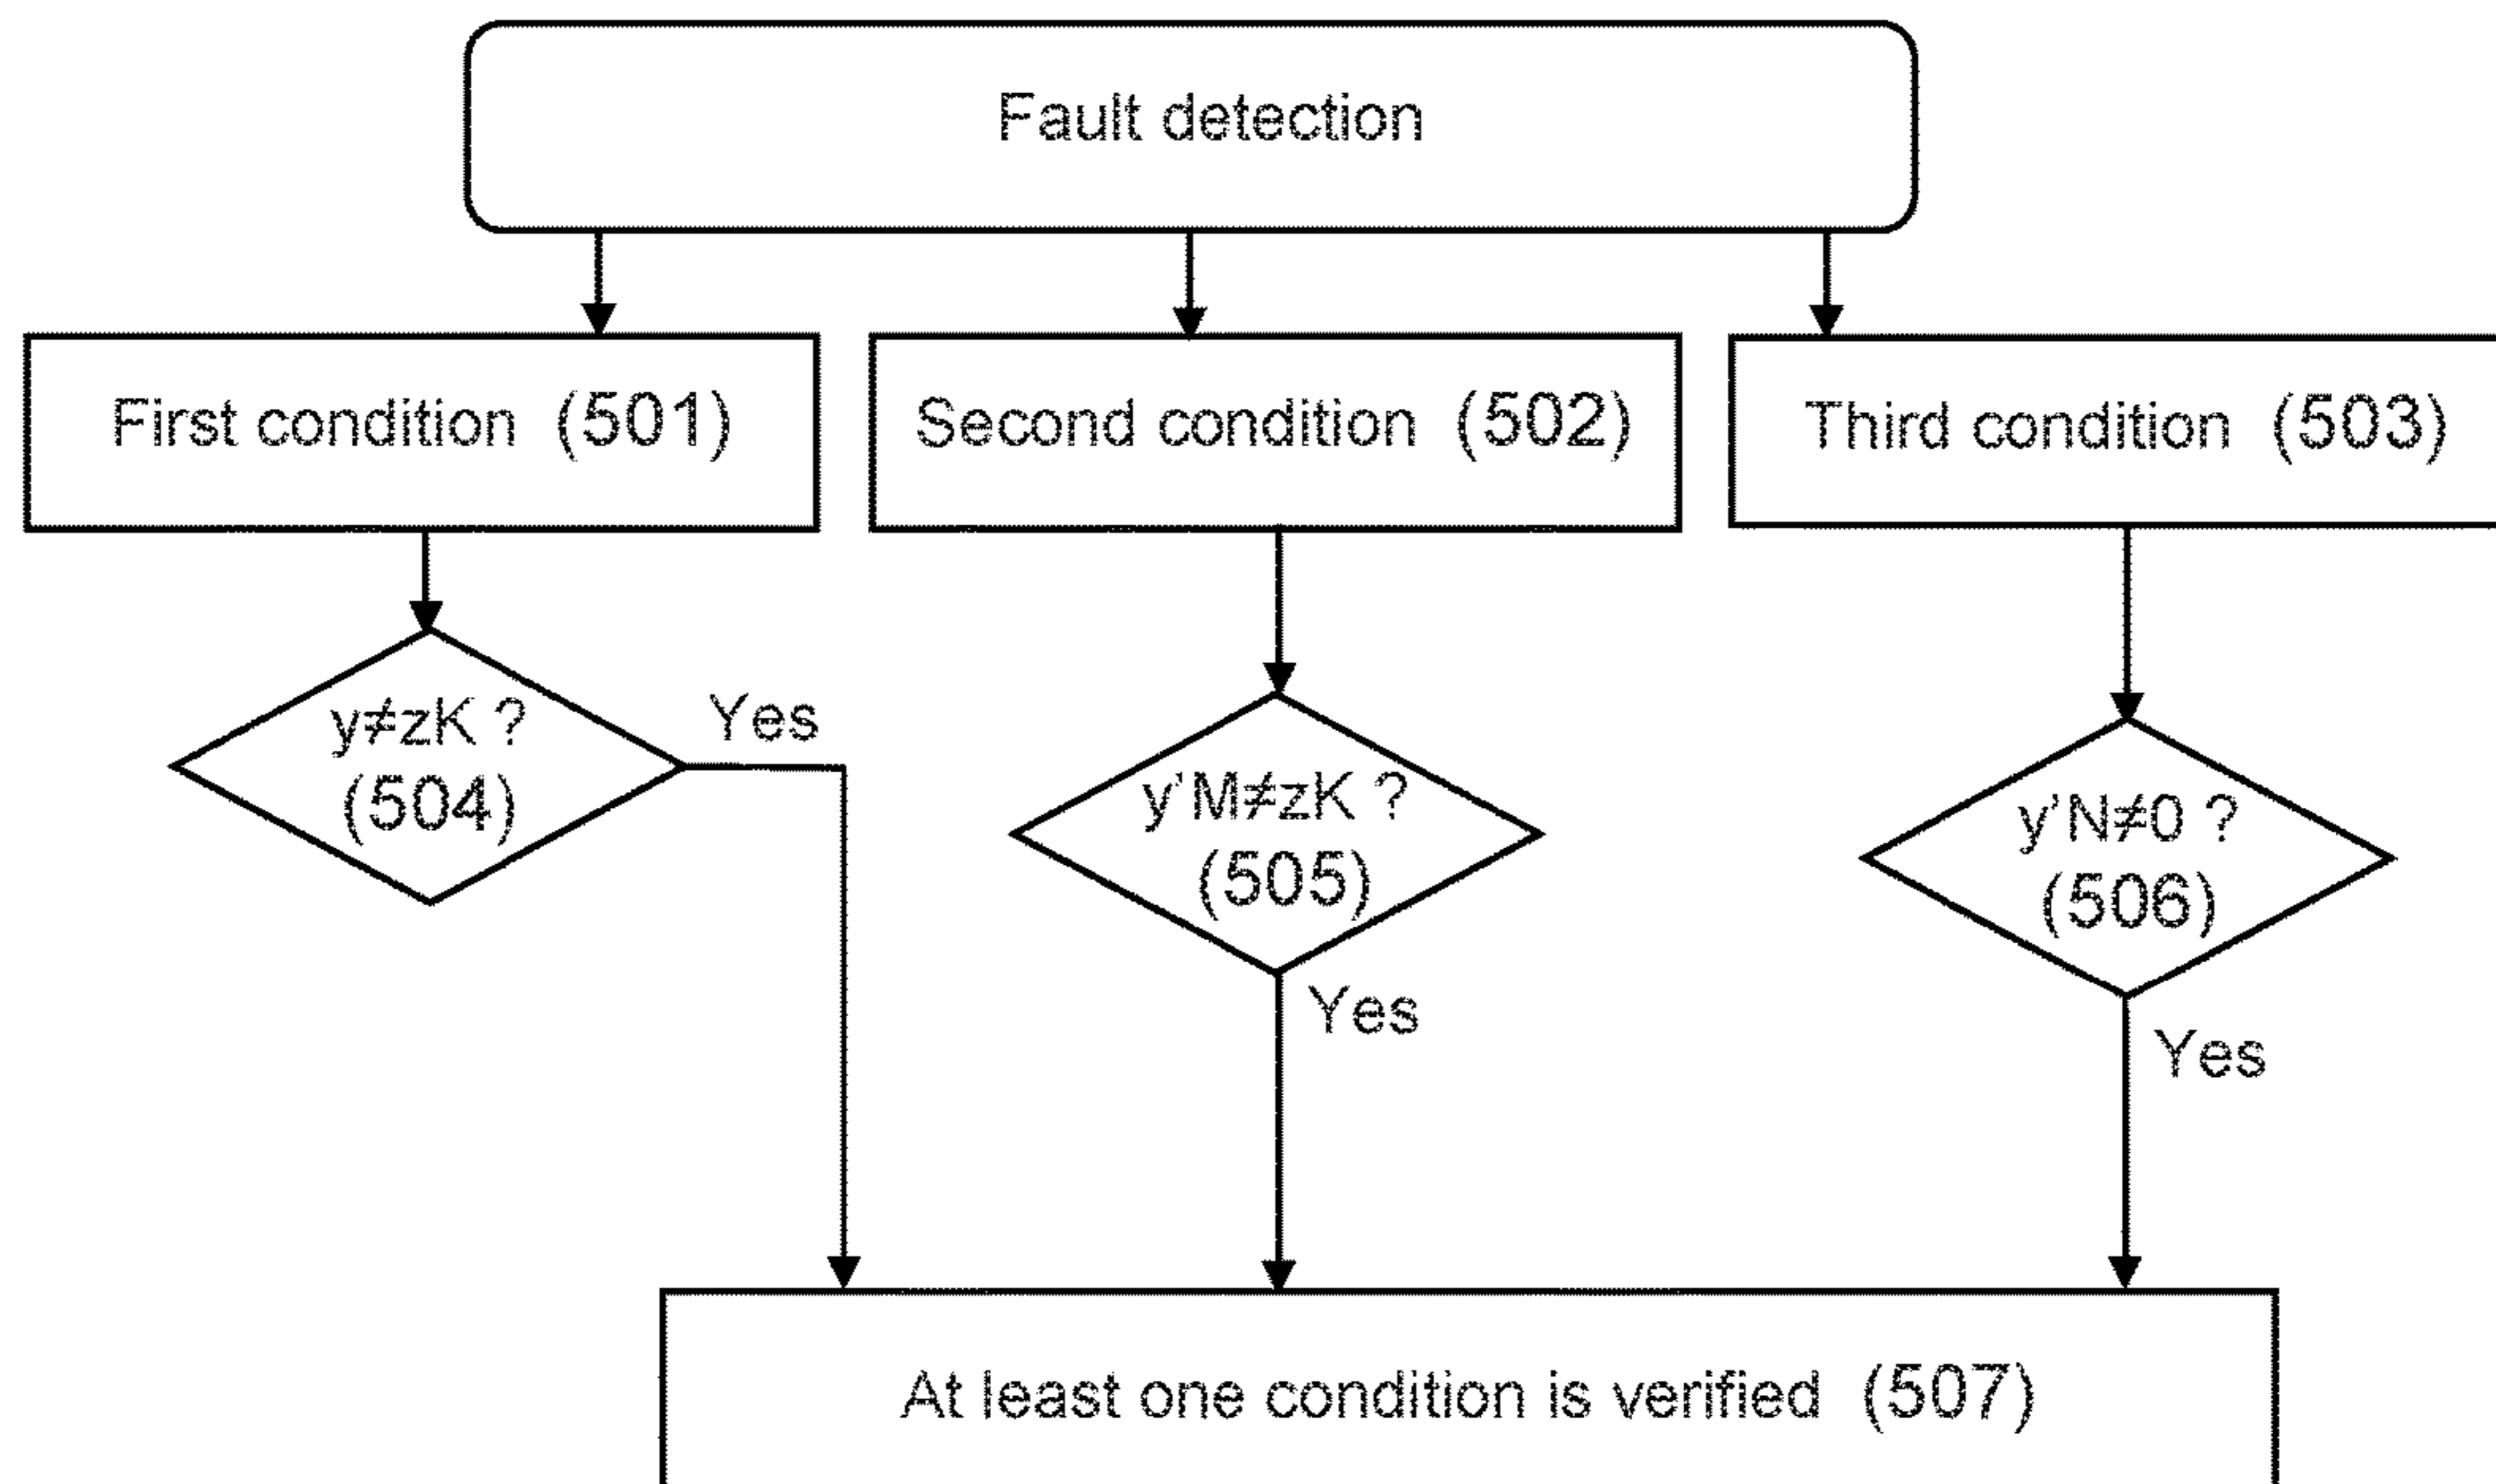 Fault detection
First condition (501)
Second condition (502)
Third condition (503)
y≠zK ?
(504)
Yes
y'M≠zK ?
(505)
Yes
y'N≠0 ?
(506)
Yes
At least one condition is verified (507)